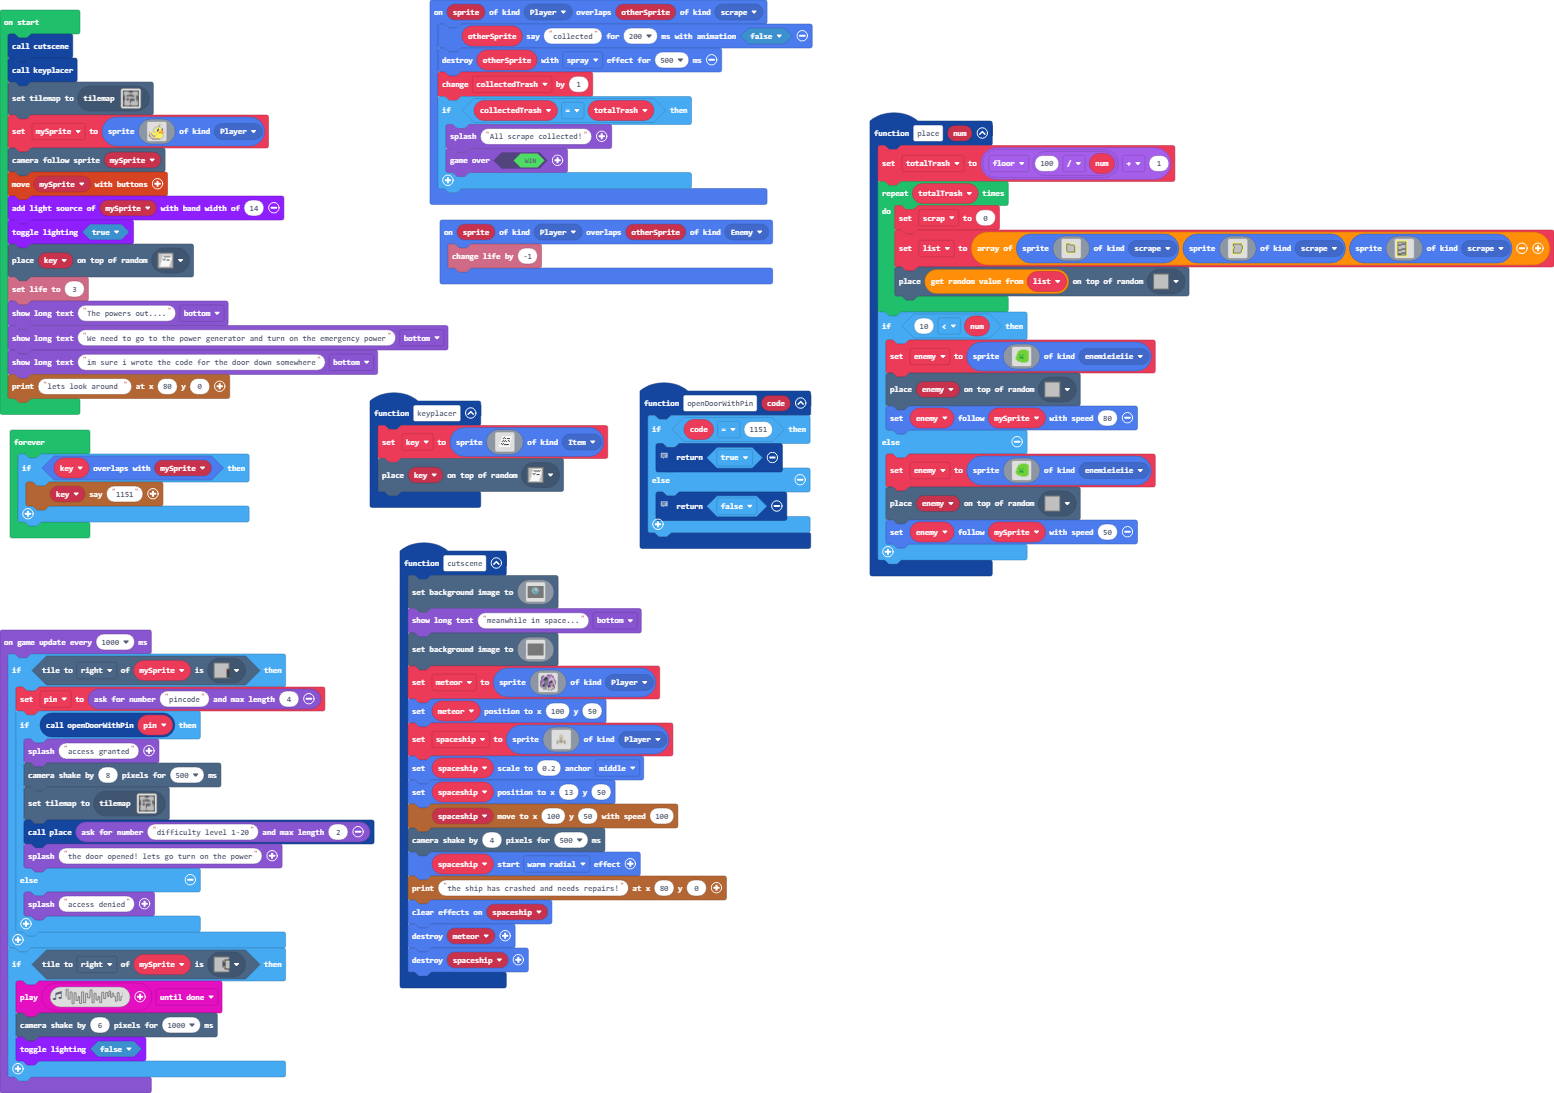 on start
call cutscene
call keyplacer
set tilemap to tilemap
set mySprite to sprite of kind Player
camera follow sprite mySprite
move mySprite with buttons
add light source of mySprite with band width of 14
toggle lighting true
place key on top of random
set life to 3
show long text "The powers out...." bottom
show long text "We need to go to the power generator and turn on the emergency power" bottom
show long text "im sure i wrote the code for the door down somewhere" bottom
print "lets look around " at x 80 y 0
forever
if key overlaps with mySprite then
key say "1151"
on sprite of kind Player overlaps otherSprite of kind scrape
otherSprite say "collected" for 200 ms with animation false
destroy otherSprite with spray effect for 500 ms
change collectedTrash by 1
if collectedTrash = totalTrash then
splash "All scrape collected!"
game over WIN
on sprite of kind Player overlaps otherSprite of kind Enemy
change life by -1
function keyplacer
set key to sprite of kind Item
place key on top of random
function openDoorWithPin code
if code = 1151 then
return true
else
return false
function place num
set totalTrash to floor 100 / num + 1
repeat totalTrash times
do
set scrap to 0
set list to array of sprite of kind scrape sprite of kind scrape sprite of kind scrape
place get random value from list on top of random
if 10 < num then
set enemy to sprite of kind enemieieiie
place enemy on top of random
set enemy follow mySprite with speed 80
else
set enemy to sprite of kind enemieieiie
place enemy on top of random
set enemy follow mySprite with speed 50
function cutscene
set background image to
show long text "meanwhile in space..." bottom
set background image to
set meteor to sprite of kind Player
set meteor position to x 100 y 50
set spaceship to sprite of kind Player
set spaceship scale to 0.2 anchor middle
set spaceship position to x 13 y 50
spaceship move to x 100 y 50 with speed 100
camera shake by 4 pixels for 500 ms
spaceship start warm radial effect
print "the ship has crashed and needs repairs!" at x 80 y 0
clear effects on spaceship
destroy meteor
destroy spaceship
on game update every 1000 ms
if tile to right of mySprite is then
set pin to ask for number "pincode" and max length 4
if call openDoorWithPin pin then
splash "access granted"
camera shake by 8 pixels for 500 ms
set tilemap to tilemap
call place ask for number "difficulty level 1-20" and max length 2
splash "the door opened! lets go turn on the power"
else
splash "access denied"
if tile to right of mySprite is then
play until done
camera shake by 6 pixels for 1000 ms
toggle lighting false